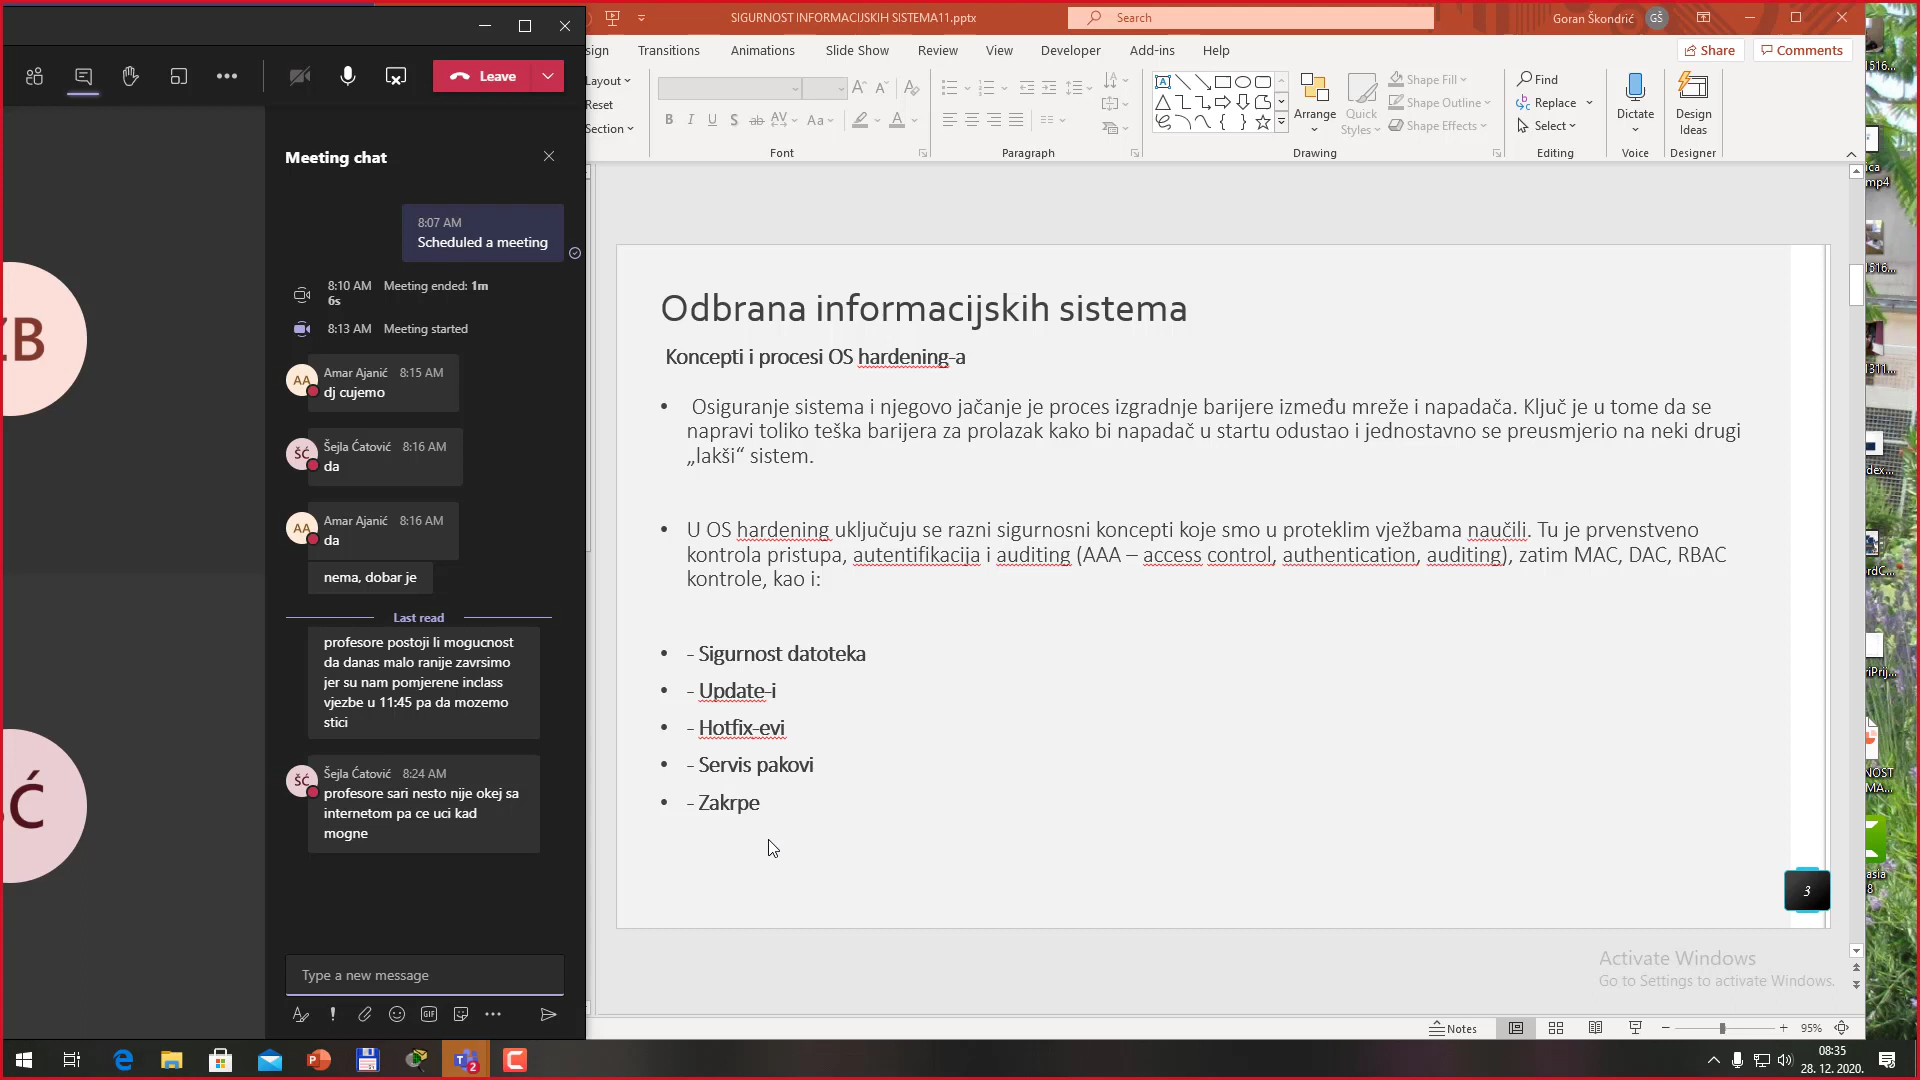 SIGURNOST INFORMACIJSKIH SISTEMA11.pptx
Search
Goran Škondrić
GŠ
Transitions
Animations
Slide Show
Review
View
Developer
Add-ins
Help
Share
Comments
Leave
Layout
Reset
Section
Font
Paragraph
Arrange
Quick
Styles
Shape Fill
Shape Outline
Shape Effects
Drawing
Find
Replace
Select
Editing
Dictate
Voice
Design
Ideas
Designer
Meeting chat
8:07 AM
Scheduled a meeting
8:10 AM Meeting ended: 1m
6s
8:13 AM Meeting started
AA
Amar Ajanić 8:15 AM
dj cujemo
ŠĆ
Šejla Ćatović 8:16 AM
da
AA
Amar Ajanić 8:16 AM
da
nema, dobar je
Last read
profesore postoji li mogucnost
da danas malo ranije zavrsimo
jer su nam pomjerene inclass
vjezbe u 11:45 pa da mozemo
stici
ŠĆ
Šejla Ćatović 8:24 AM
profesore sari nesto nije okej sa
internetom pa ce uci kad
mogne
Type a new message
Odbrana informacijskih sistema
Koncepti i procesi OS hardening-a
• Osiguranje sistema i njegovo jačanje je proces izgradnje barijere između mreže i napadača. Ključ je u tome da se
napravi toliko teška barijera za prolazak kako bi napadač u startu odustao i jednostavno se preusmjerio na neki drugi
„lakši“ sistem.
• U OS hardening uključuju se razni sigurnosni koncepti koje smo u proteklim vježbama naučili. Tu je prvenstveno
kontrola pristupa, autentifikacija i auditing (AAA – access control, authentication, auditing), zatim MAC, DAC, RBAC
kontrole, kao i:
• - Sigurnost datoteka
• - Update-i
• - Hotfix-evi
• - Servis pakovi
• - Zakrpe
3
Activate Windows
Go to Settings to activate Windows.
Notes
95%
08:35
28. 12. 2020.